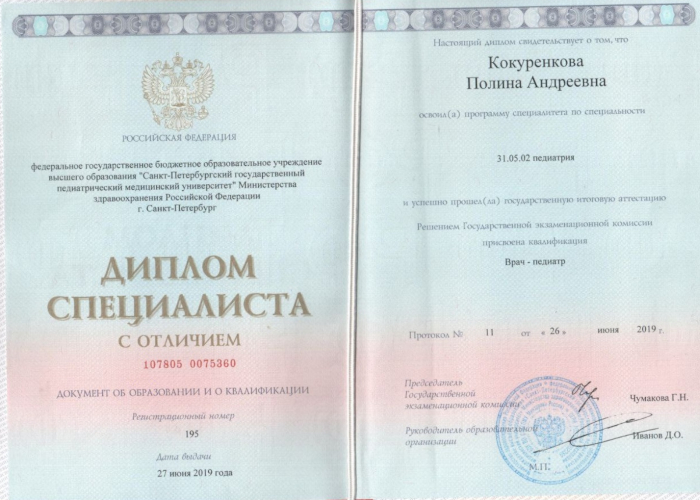 РОССИЙСКАЯ ФЕДЕРАЦИЯ
федеральное государственное бюджетное образовательное учреждение
высшего образования "Санкт-Петербургский государственный
педиатрический медицинский университет" Министерства
здравоохранения Российской Федерации
г. Санкт-Петербург
ДИПЛОМ
СПЕЦИАЛИСТА
С ОТЛИЧИЕМ
107805 0075360
ДОКУМЕНТ ОБ ОБРАЗОВАНИИ И О КВАЛИФИКАЦИИ
Регистрационный номер
195
Дата выдачи
27 июня 2019 года
Настоящий диплом свидетельствует о том, что
Кокуренкова
Полина Андреевна
освоил(а) программу специалитета по специальности
31.05.02 педиатрия
и успешно прошел(ла) государственную итоговую аттестацию
Решением Государственной экзаменационной комиссии
присвоена квалификация
Врач - педиатр
Протокол № 11 от « 26 » июня 2019 г.
Председатель
Государственной
экзаменационной комиссии
Чумакова Г.Н.
Руководитель образовательной
организации
Иванов Д.О.
М.П.